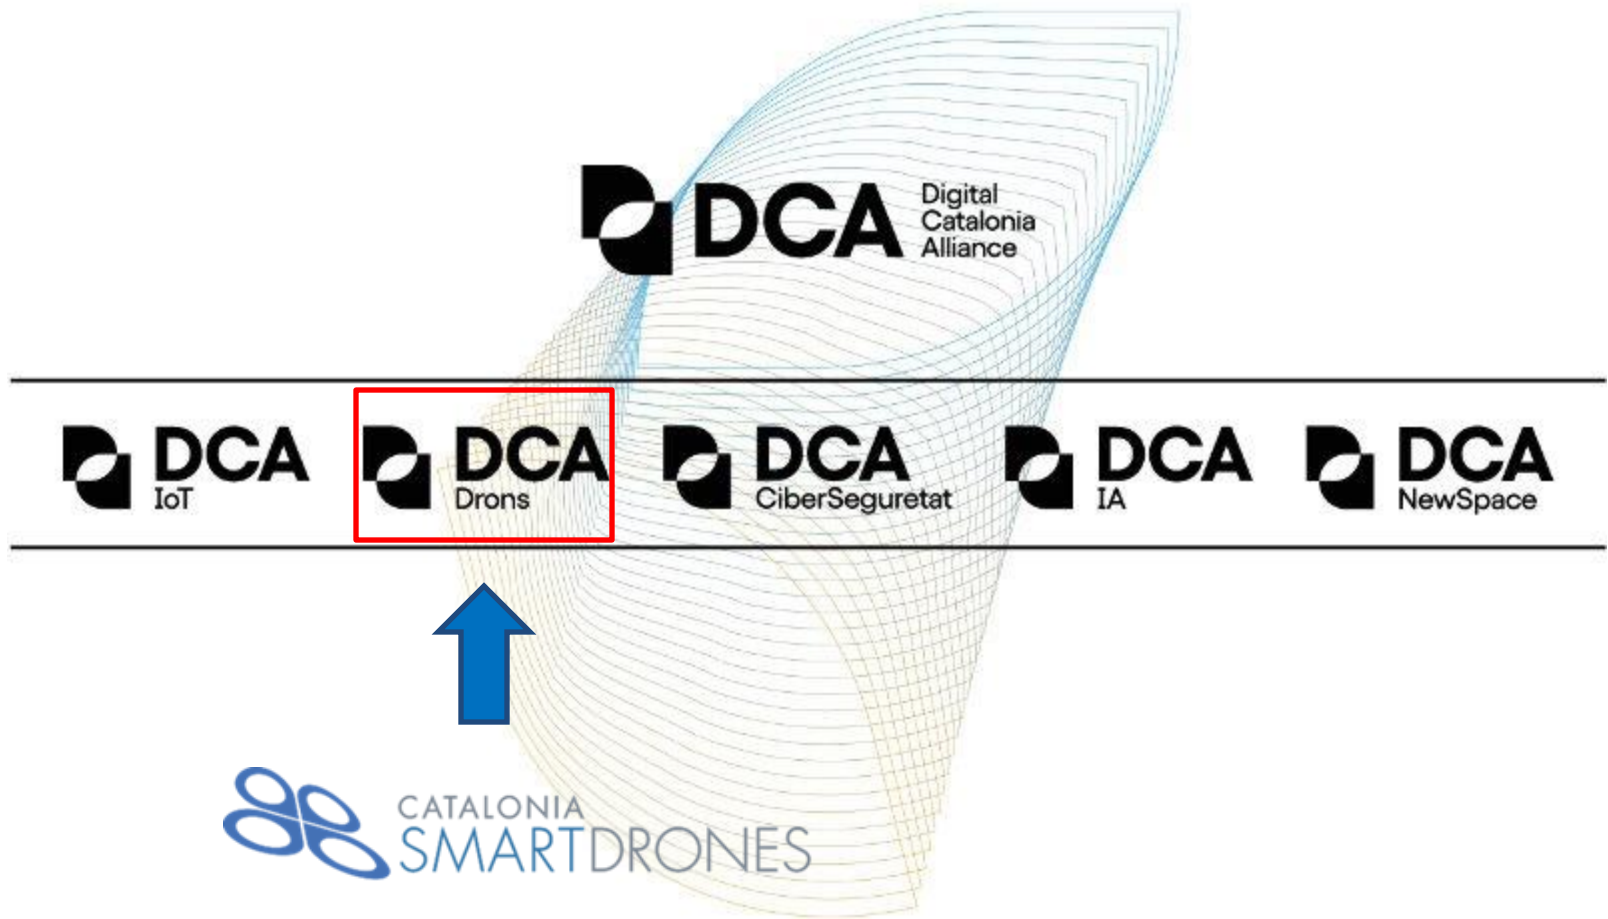 DCA
Digital
Catalonia
Alliance
DCA
IoT
DCA
Drons
DCA
CiberSeguretat
DCA
IA
DCA
NewSpace
CATALONIA
SMARTDRONES